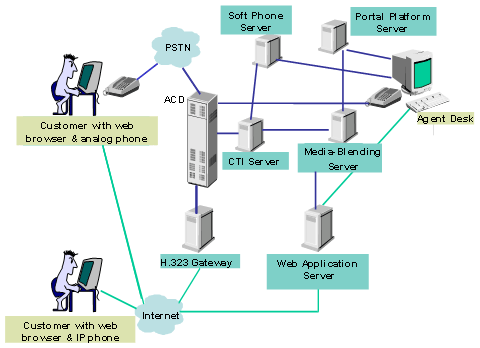 Soft Phone
Server
Portal Platform
Server
PSTN
ACD
Customer with web
browser & analog phone
CTI Server
Media-Blending
Server
Agent Desk
H.323 Gateway
Web Application
Server
Internet
Customer with web
browser & IP phone